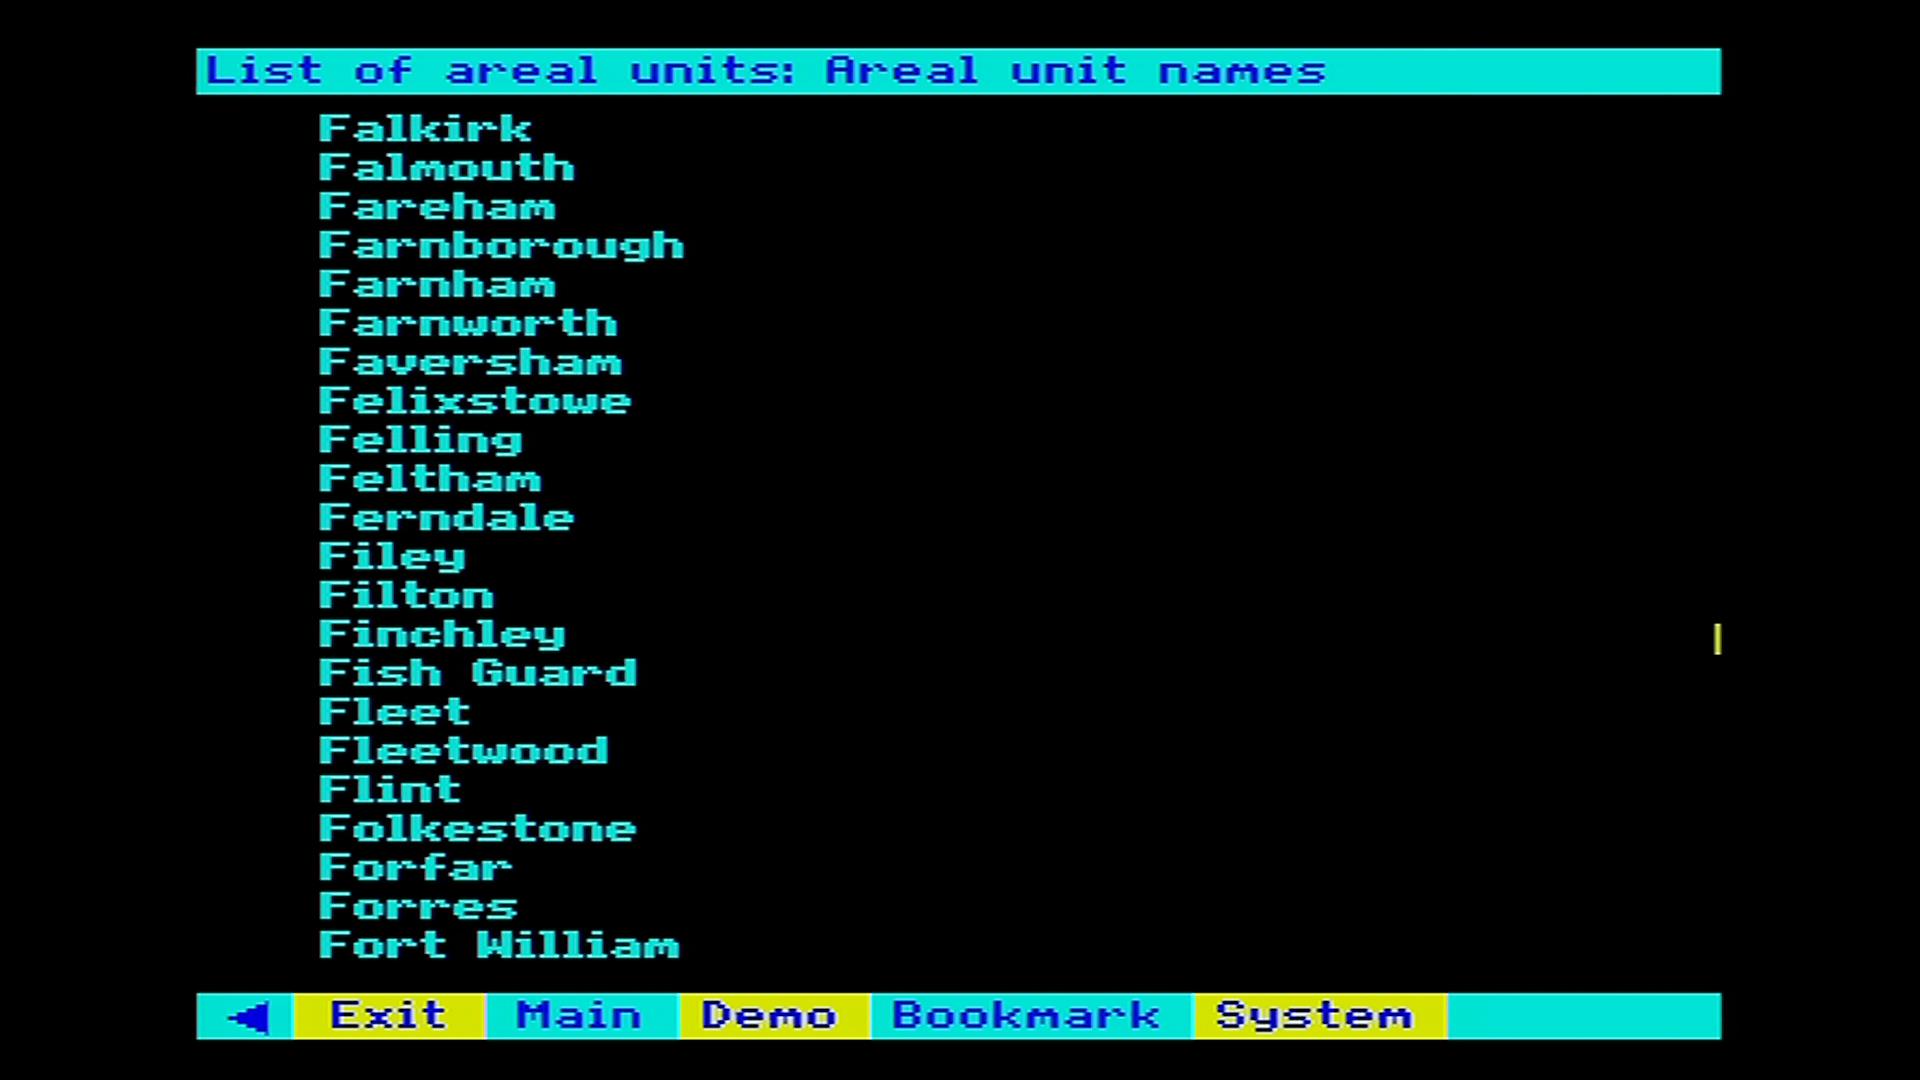 List of areal units: Areal unit names
Falkirk
Falmouth
Fareham
Farnborough
Farnham
Farnworth
Faversham
Felixstowe
Felling
Feltham
Ferndale
Filey
Filton
Finchley
Fish Guard
Fleet
Fleetwood
Flint
Folkestone
Forfar
Forres
Fort William
Exit Main Demo Bookmark System